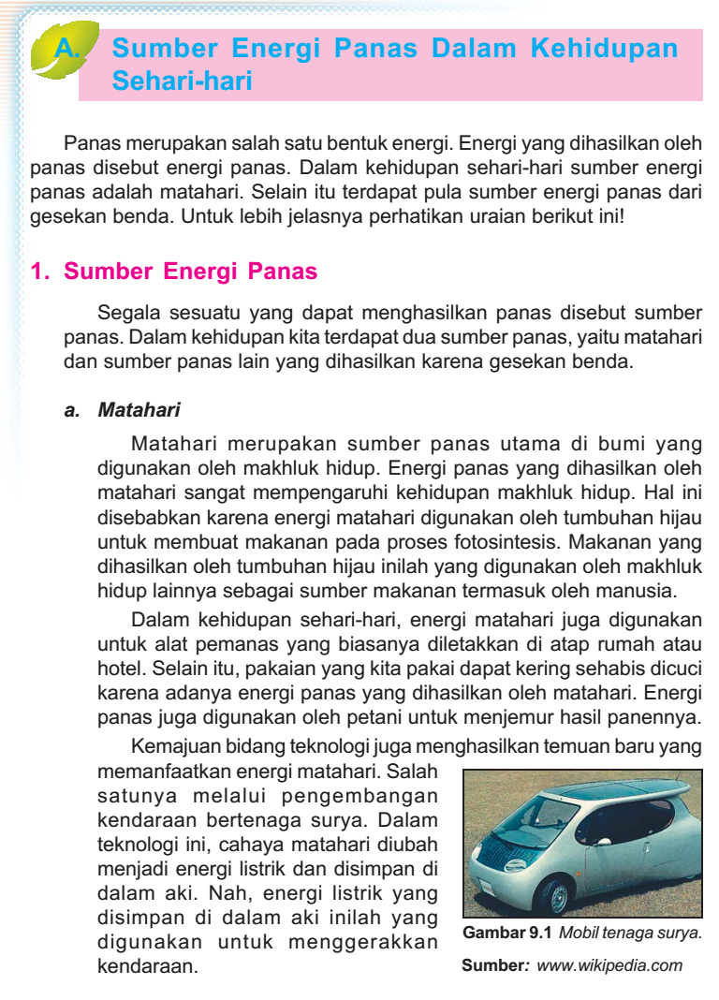 A. Sumber Energi Panas Dalam Kehidupan
Sehari-hari
Panas merupakan salah satu bentuk energi. Energi yang dihasilkan oleh
panas disebut energi panas. Dalam kehidupan sehari-hari sumber energi
panas adalah matahari. Selain itu terdapat pula sumber energi panas dari
gesekan benda. Untuk lebih jelasnya perhatikan uraian berikut ini!
1. Sumber Energi Panas
Segala sesuatu yang dapat menghasilkan panas disebut sumber
panas. Dalam kehidupan kita terdapat dua sumber panas, yaitu matahari
dan sumber panas lain yang dihasilkan karena gesekan benda.
a. Matahari
Matahari merupakan sumber panas utama di bumi yang
digunakan oleh makhluk hidup. Energi panas yang dihasilkan oleh
matahari sangat mempengaruhi kehidupan makhluk hidup. Hal ini
disebabkan karena energi matahari digunakan oleh tumbuhan hijau
untuk membuat makanan pada proses fotosintesis. Makanan yang
dihasilkan oleh tumbuhan hijau inilah yang digunakan oleh makhluk
hidup lainnya sebagai sumber makanan termasuk oleh manusia.
Dalam kehidupan sehari-hari, energi matahari juga digunakan
untuk alat pemanas yang biasanya diletakkan di atap rumah atau
hotel. Selain itu, pakaian yang kita pakai dapat kering sehabis dicuci
karena adanya energi panas yang dihasilkan oleh matahari. Energi
panas juga digunakan oleh petani untuk menjemur hasil panennya.
Kemajuan bidang teknologi juga menghasilkan temuan baru yang
memanfaatkan energi matahari. Salah
satunya melalui pengembangan
kendaraan bertenaga surya. Dalam
teknologi ini, cahaya matahari diubah
menjadi energi listrik dan disimpan di
dalam aki. Nah, energi listrik yang
disimpan di dalam aki inilah yang
digunakan untuk menggerakkan
kendaraan.
Gambar 9.1 Mobil tenaga surya.
Sumber: www.wikipedia.com